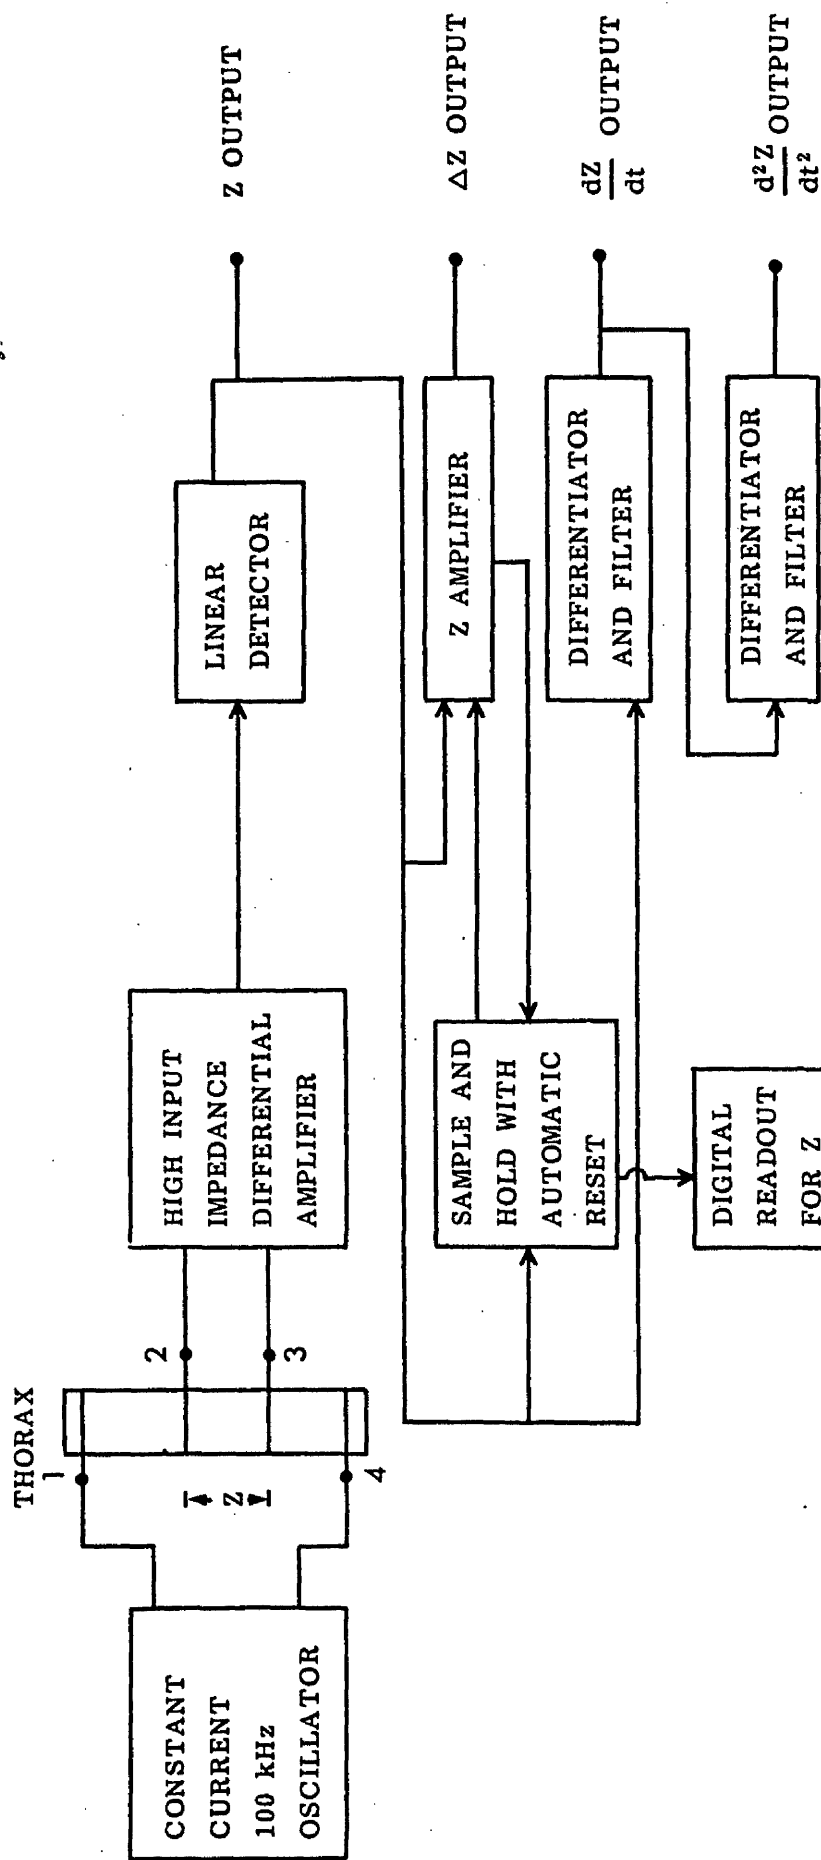 THORAX
1
2
3
4
Z
CONSTANT
CURRENT
100 kHz
OSCILLATOR
HIGH INPUT
IMPEDANCE
DIFFERENTIAL
AMPLIFIER
LINEAR
DETECTOR
Z OUTPUT
SAMPLE AND
HOLD WITH
AUTOMATIC
RESET
Z AMPLIFIER
ΔZ OUTPUT
DIFFERENTIATOR
AND FILTER
dZ/dt OUTPUT
DIGITAL
READOUT
FOR Z
DIFFERENTIATOR
AND FILTER
d²Z/dt² OUTPUT